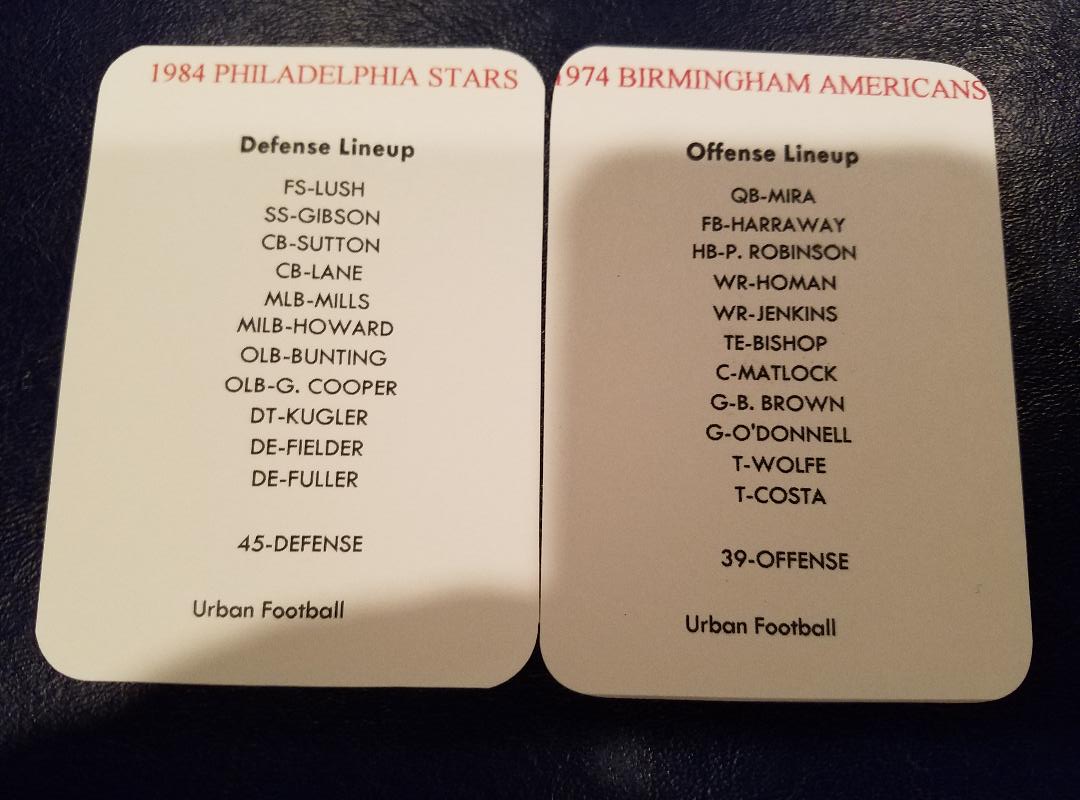 1984 PHILADELPHIA STARS
Defense Lineup
FS-LUSH
SS-GIBSON
CB-SUTTON
CB-LANE
MLB-MILLS
MILB-HOWARD
OLB-BUNTING
OLB-G. COOPER
DT-KUGLER
DE-FIELDER
DE-FULLER
45-DEFENSE
Urban Football
1974 BIRMINGHAM AMERICANS
Offense Lineup
QB-MIRA
FB-HARRAWAY
HB-P. ROBINSON
WR-HOMAN
WR-JENKINS
TE-BISHOP
C-MATLOCK
G-B. BROWN
G-O'DONNELL
T-WOLFE
T-COSTA
39-OFFENSE
Urban Football